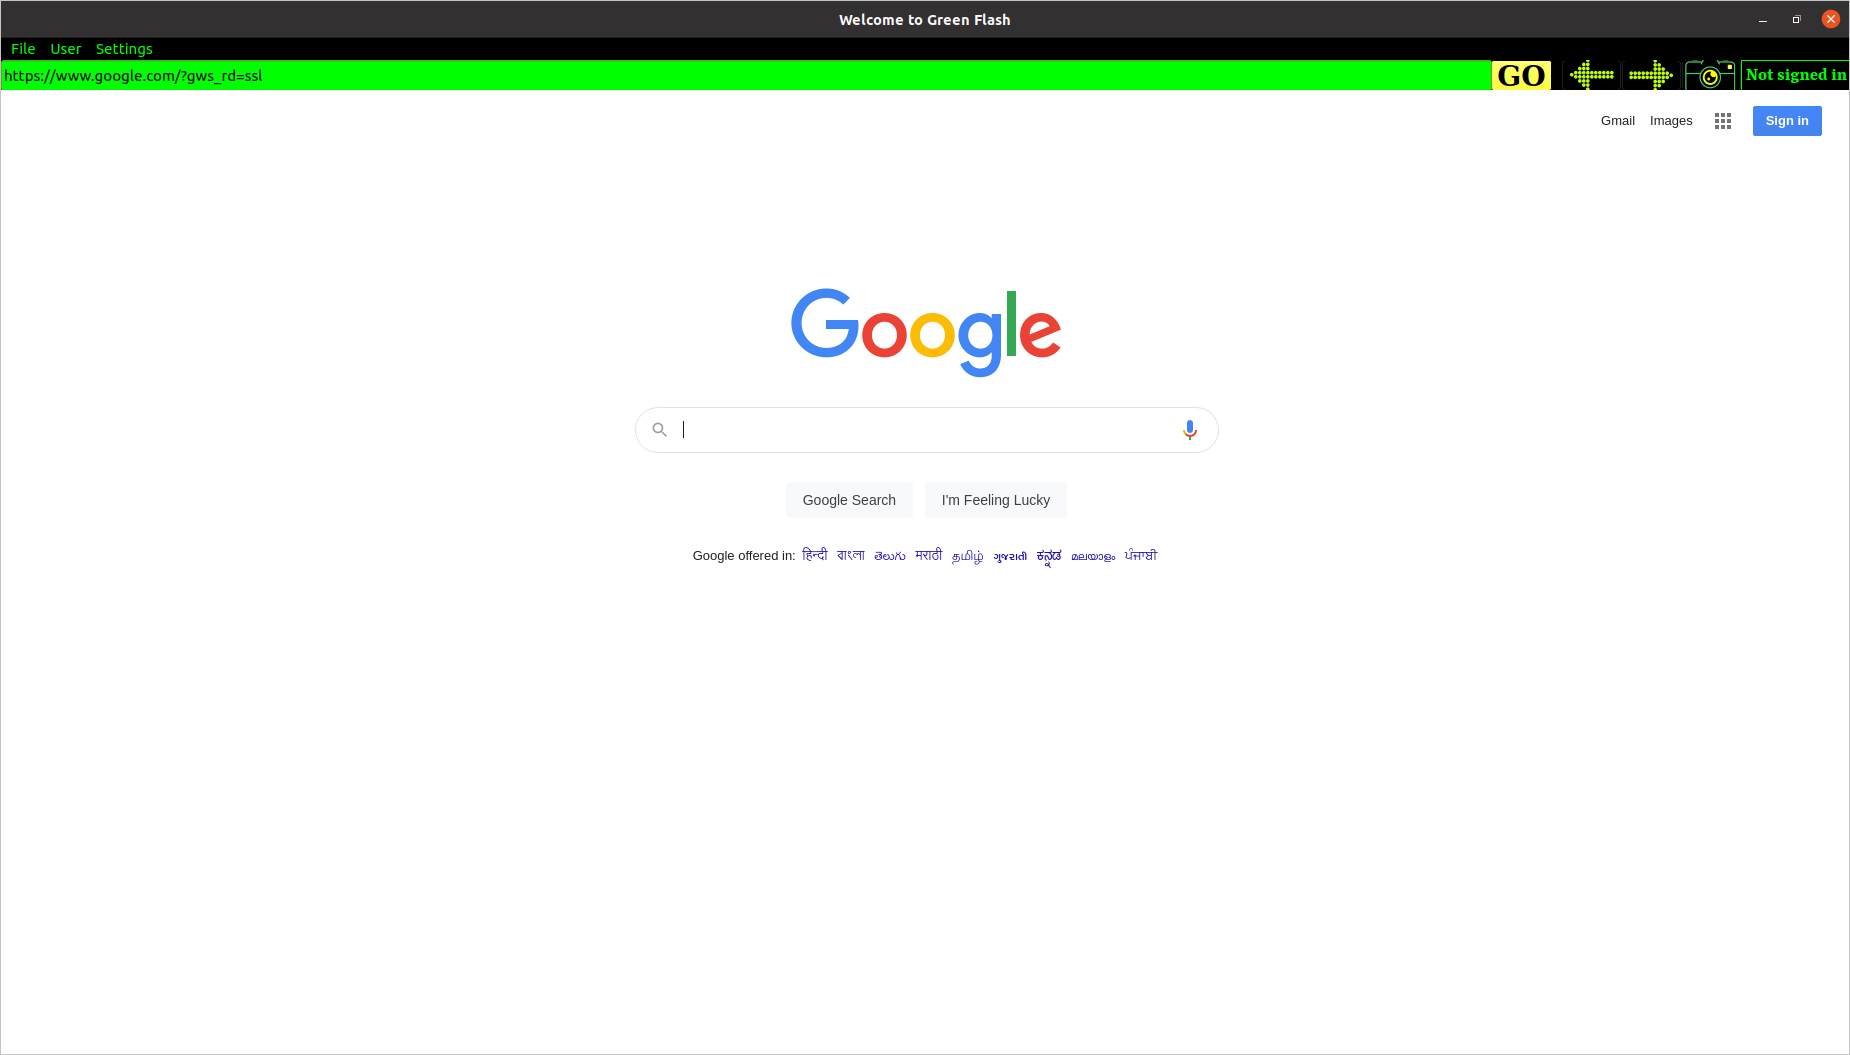 Welcome to Green Flash
File User Settings
https://www.google.com/?gws_rd=ssl GO Not signed in
Gmail Images Sign in
Google
Google Search I'm Feeling Lucky
Google offered in: हिन्दी বাংলা తెలుగు मराठी தமிழ் ગુજરાતી ಕನ್ನಡ മലയാളം ਪੰਜਾਬੀ